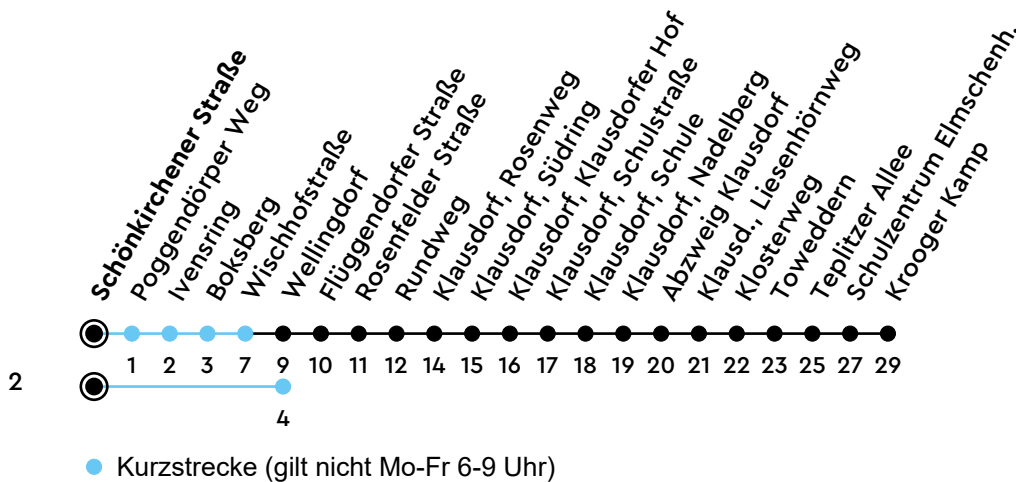 Schönkirchener Straße
Poggendörper Weg
Ivensring
Boksberg
Wischhofstraße
Wellingdorf
Flüggendorfer Straße
Rosenfelder Straße
Rundweg
Klausdorf, Rosenweg
Klausdorf, Südring
Klausdorf, Klausdorfer Hof
Klausdorf, Schulstraße
Klausdorf, Schule
Klausdorf, Nadelberg
Abzweig Klausdorf
Klausd., Liesenhörnweg
Klosterweg
Toweddern
Teplitzer Allee
Schulzentrum Elmschenh.
Krooger Kamp
1 2 3 7 9 10 11 12 14 15 16 17 18 19 20 21 22 23 25 27 29
2
4
Kurzstrecke (gilt nicht Mo-Fr 6-9 Uhr)